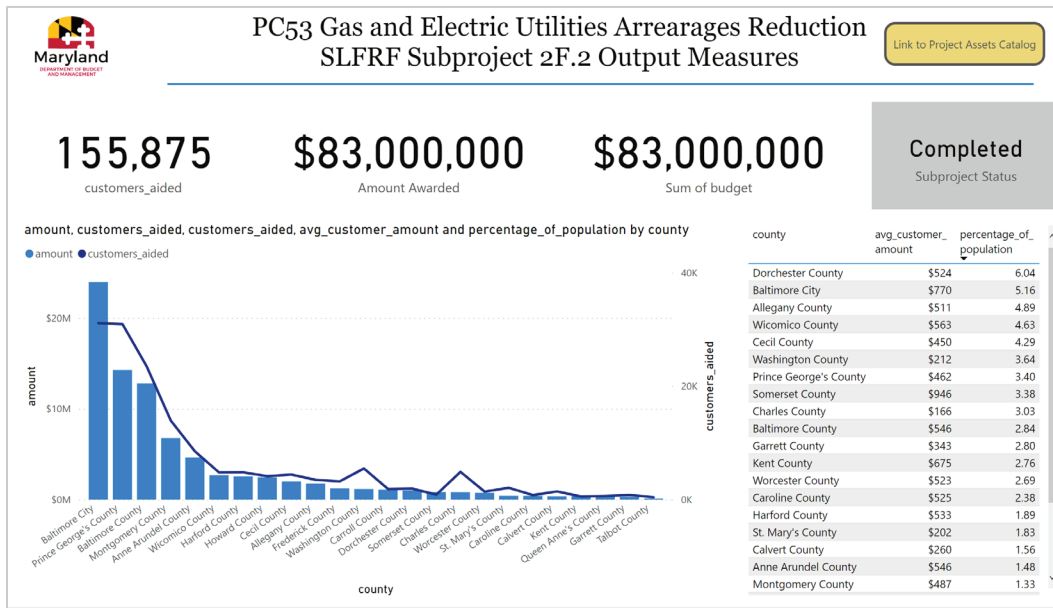 Maryland
DEPARTMENT OF BUDGET
AND MANAGEMENT
PC53 Gas and Electric Utilities Arrearages Reduction
SLFRF Subproject 2F.2 Output Measures
Link to Project Assets Catalog
155,875
customers_aided
$83,000,000
Amount Awarded
$83,000,000
Sum of budget
Completed
Subproject Status
amount, customers_aided, customers_aided, avg_customer_amount and percentage_of_population by county
amount customers_aided
amount
$20M
$10M
$0M
40K
20K
0K
customers_aided
Baltimore City
Prince George's County
Baltimore County
Montgomery County
Anne Arundel County
Wicomico County
Harford County
Howard County
Cecil County
Allegany County
Frederick County
Washington County
Carroll County
Dorchester County
Somerset County
Charles County
Worcester County
St. Mary's County
Caroline County
Calvert County
Kent County
Queen Anne's County
Garrett County
Talbot County
county
county avg_customer_ percentage_of_
amount population
Dorchester County $524 6.04
Baltimore City $770 5.16
Allegany County $511 4.89
Wicomico County $563 4.63
Cecil County $450 4.29
Washington County $212 3.64
Prince George's County $462 3.40
Somerset County $946 3.38
Charles County $166 3.03
Baltimore County $546 2.84
Garrett County $343 2.80
Kent County $675 2.76
Worcester County $523 2.69
Caroline County $525 2.38
Harford County $533 1.89
St. Mary's County $202 1.83
Calvert County $260 1.56
Anne Arundel County $546 1.48
Montgomery County $487 1.33